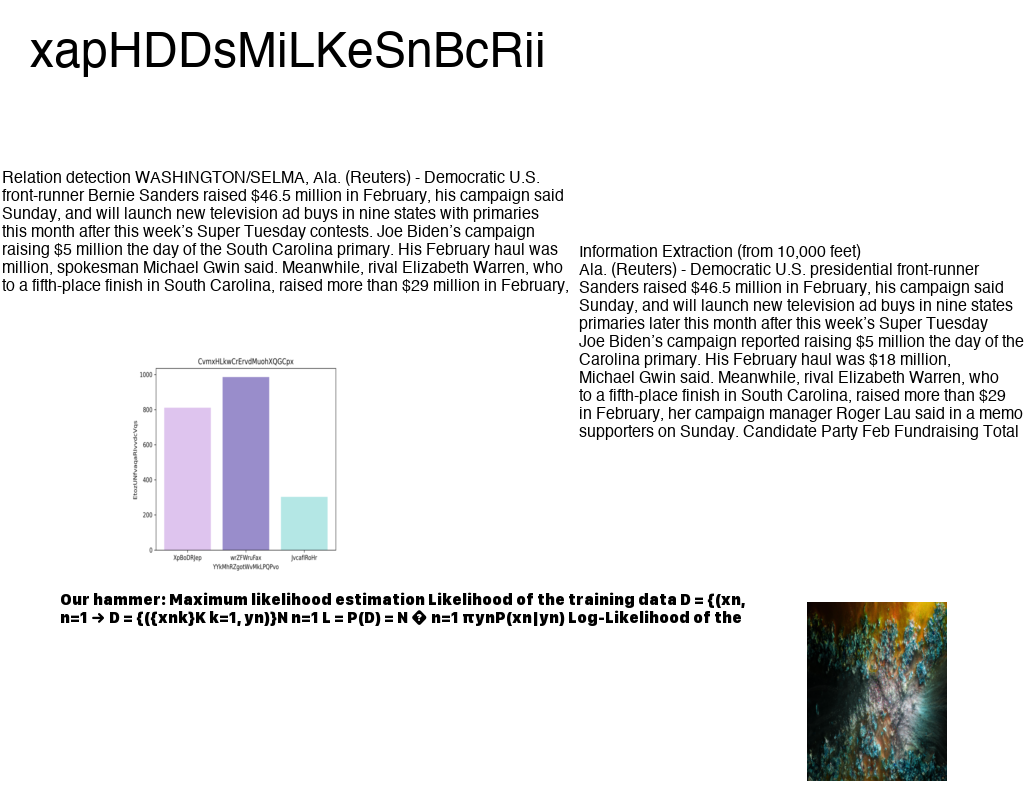 xapHDDsMiLKeSnBcRii
Relation detection WASHINGTON/SELMA, Ala. (Reuters) - Democratic U.S.
front-runner Bernie Sanders raised $46.5 million in February, his campaign said
Sunday, and will launch new television ad buys in nine states with primaries
this month after this week’s Super Tuesday contests. Joe Biden’s campaign
raising $5 million the day of the South Carolina primary. His February haul was
million, spokesman Michael Gwin said. Meanwhile, rival Elizabeth Warren, who
to a fifth-place finish in South Carolina, raised more than $29 million in February,
Information Extraction (from 10,000 feet)
Ala. (Reuters) - Democratic U.S. presidential front-runner
Sanders raised $46.5 million in February, his campaign said
Sunday, and will launch new television ad buys in nine states
primaries later this month after this week’s Super Tuesday
Joe Biden’s campaign reported raising $5 million the day of the
Carolina primary. His February haul was $18 million,
Michael Gwin said. Meanwhile, rival Elizabeth Warren, who
to a fifth-place finish in South Carolina, raised more than $29
in February, her campaign manager Roger Lau said in a memo
supporters on Sunday. Candidate Party Feb Fundraising Total
CvmxHLkwCrErvdMuohXQGCpx
1000
800
600
400
200
0
XpBoDRJep wrZFWruFax JvcafiRoHr
YYkMhRZgotWvMkLPQPvo
Our hammer: Maximum likelihood estimation Likelihood of the training data D = {(xn,
n=1 → D = {({xnk}K k=1, yn)}N n=1 L = P(D) = N � n=1 πynP(xn|yn) Log-Likelihood of the